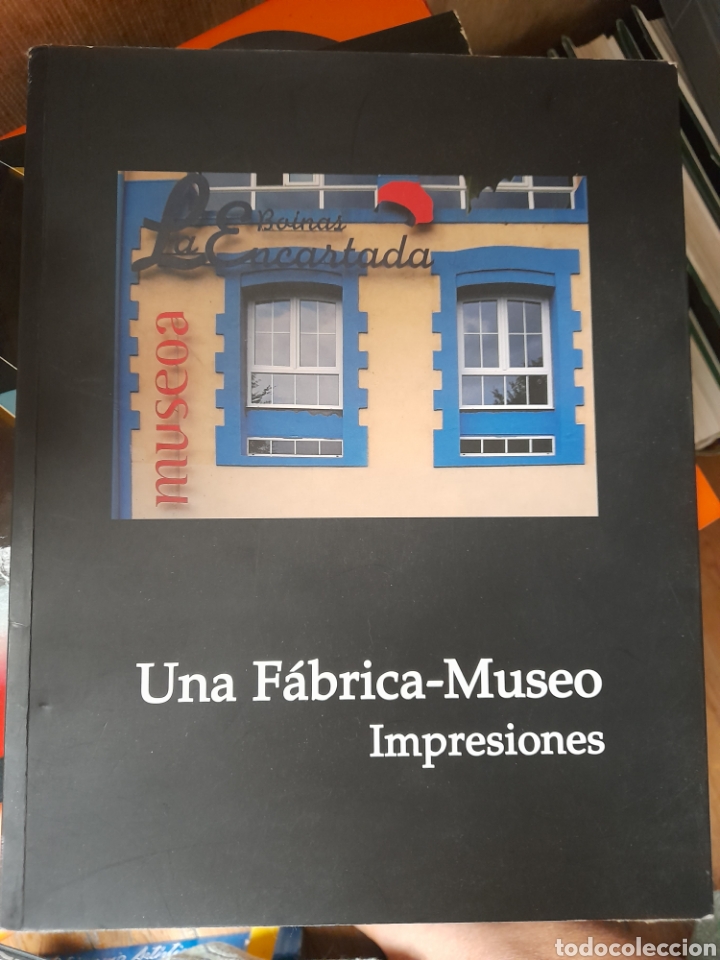 Boinas
La Encartada
museoa
Una Fábrica-Museo
Impresiones
todocoleccion